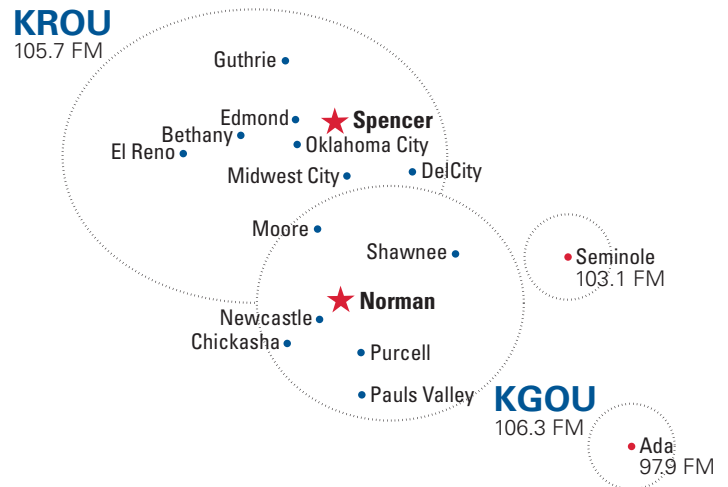 KROU
105.7 FM
Guthrie
Edmond
Spencer
Bethany
Oklahoma City
El Reno
Midwest City
DelCity
Moore
Shawnee
Seminole
103.1 FM
Norman
Newcastle
Chickasha
Purcell
Pauls Valley
KGOU
106.3 FM
Ada
97.9 FM